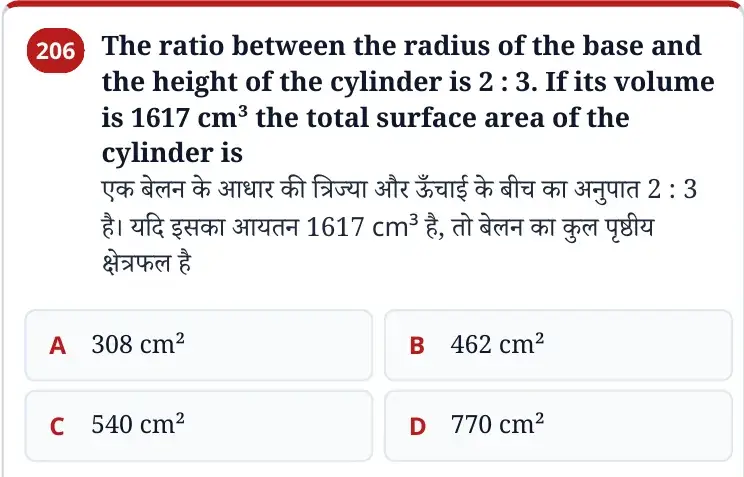 206 The ratio between the radius of the base and
the height of the cylinder is 2 : 3. If its volume
is 1617 cm³ the total surface area of the
cylinder is
एक बेलन के आधार की त्रिज्या और ऊँचाई के बीच का अनुपात 2 : 3
है। यदि इसका आयतन 1617 cm³ है, तो बेलन का कुल पृष्ठीय
क्षेत्रफल है
A 308 cm²
B 462 cm²
C 540 cm²
D 770 cm²